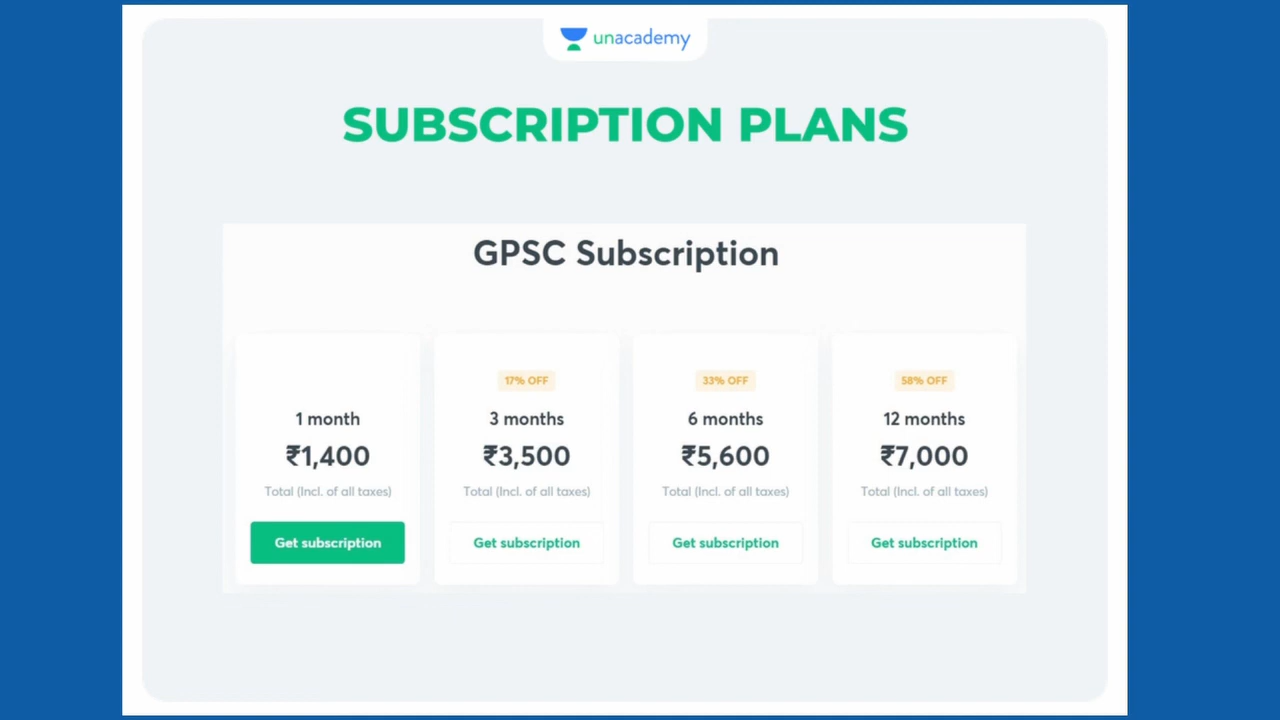 unacademy
SUBSCRIPTION PLANS
GPSC Subscription
17% OFF
33% OFF
58% OFF
1 month
3 months
6 months
12 months
₹1,400
₹3,500
₹5,600
₹7,000
Total (Incl. of all taxes)
Total (Incl. of all taxes)
Total (Incl. of all taxes)
Total (Incl. of all taxes)
Get subscription
Get subscription
Get subscription
Get subscription